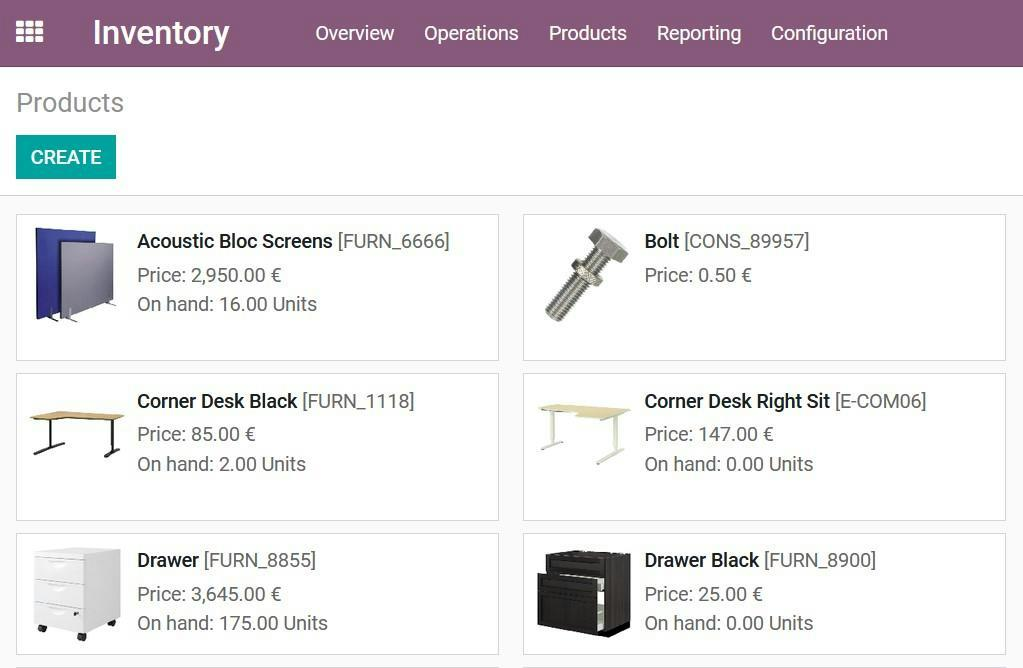 Inventory
Overview Operations Products Reporting Configuration
Products
CREATE
Acoustic Bloc Screens [FURN_6666]
Price: 2,950.00 €
On hand: 16.00 Units
Bolt [CONS_89957]
Price: 0.50 €
Corner Desk Black [FURN_1118]
Price: 85.00 €
On hand: 2.00 Units
Corner Desk Right Sit [E-COM06]
Price: 147.00 €
On hand: 0.00 Units
Drawer [FURN_8855]
Price: 3,645.00 €
On hand: 175.00 Units
Drawer Black [FURN_8900]
Price: 25.00 €
On hand: 0.00 Units